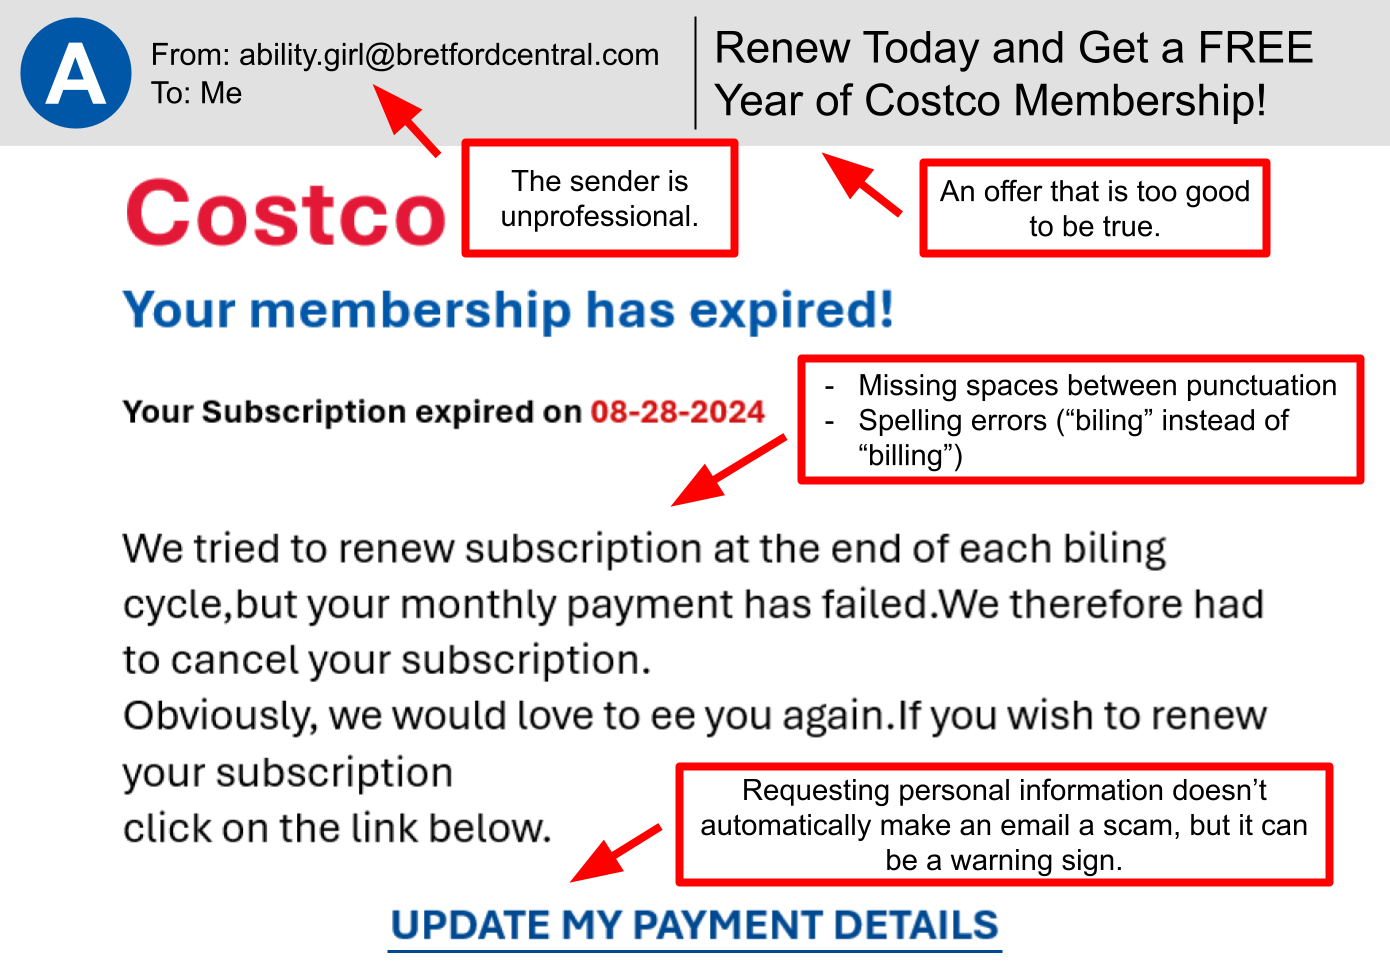 A
From: ability.girl@bretfordcentral.com
To: Me
Renew Today and Get a FREE
Year of Costco Membership!
The sender is
unprofessional.
An offer that is too good
to be true.
Costco
Your membership has expired!
Your Subscription expired on 08-28-2024
- Missing spaces between punctuation
- Spelling errors (“biling” instead of
“billing”)
We tried to renew subscription at the end of each biling
cycle,but your monthly payment has failed.We therefore had
to cancel your subscription.
Obviously, we would love to ee you again.If you wish to renew
your subscription
click on the link below.
Requesting personal information doesn’t
automatically make an email a scam, but it can
be a warning sign.
UPDATE MY PAYMENT DETAILS